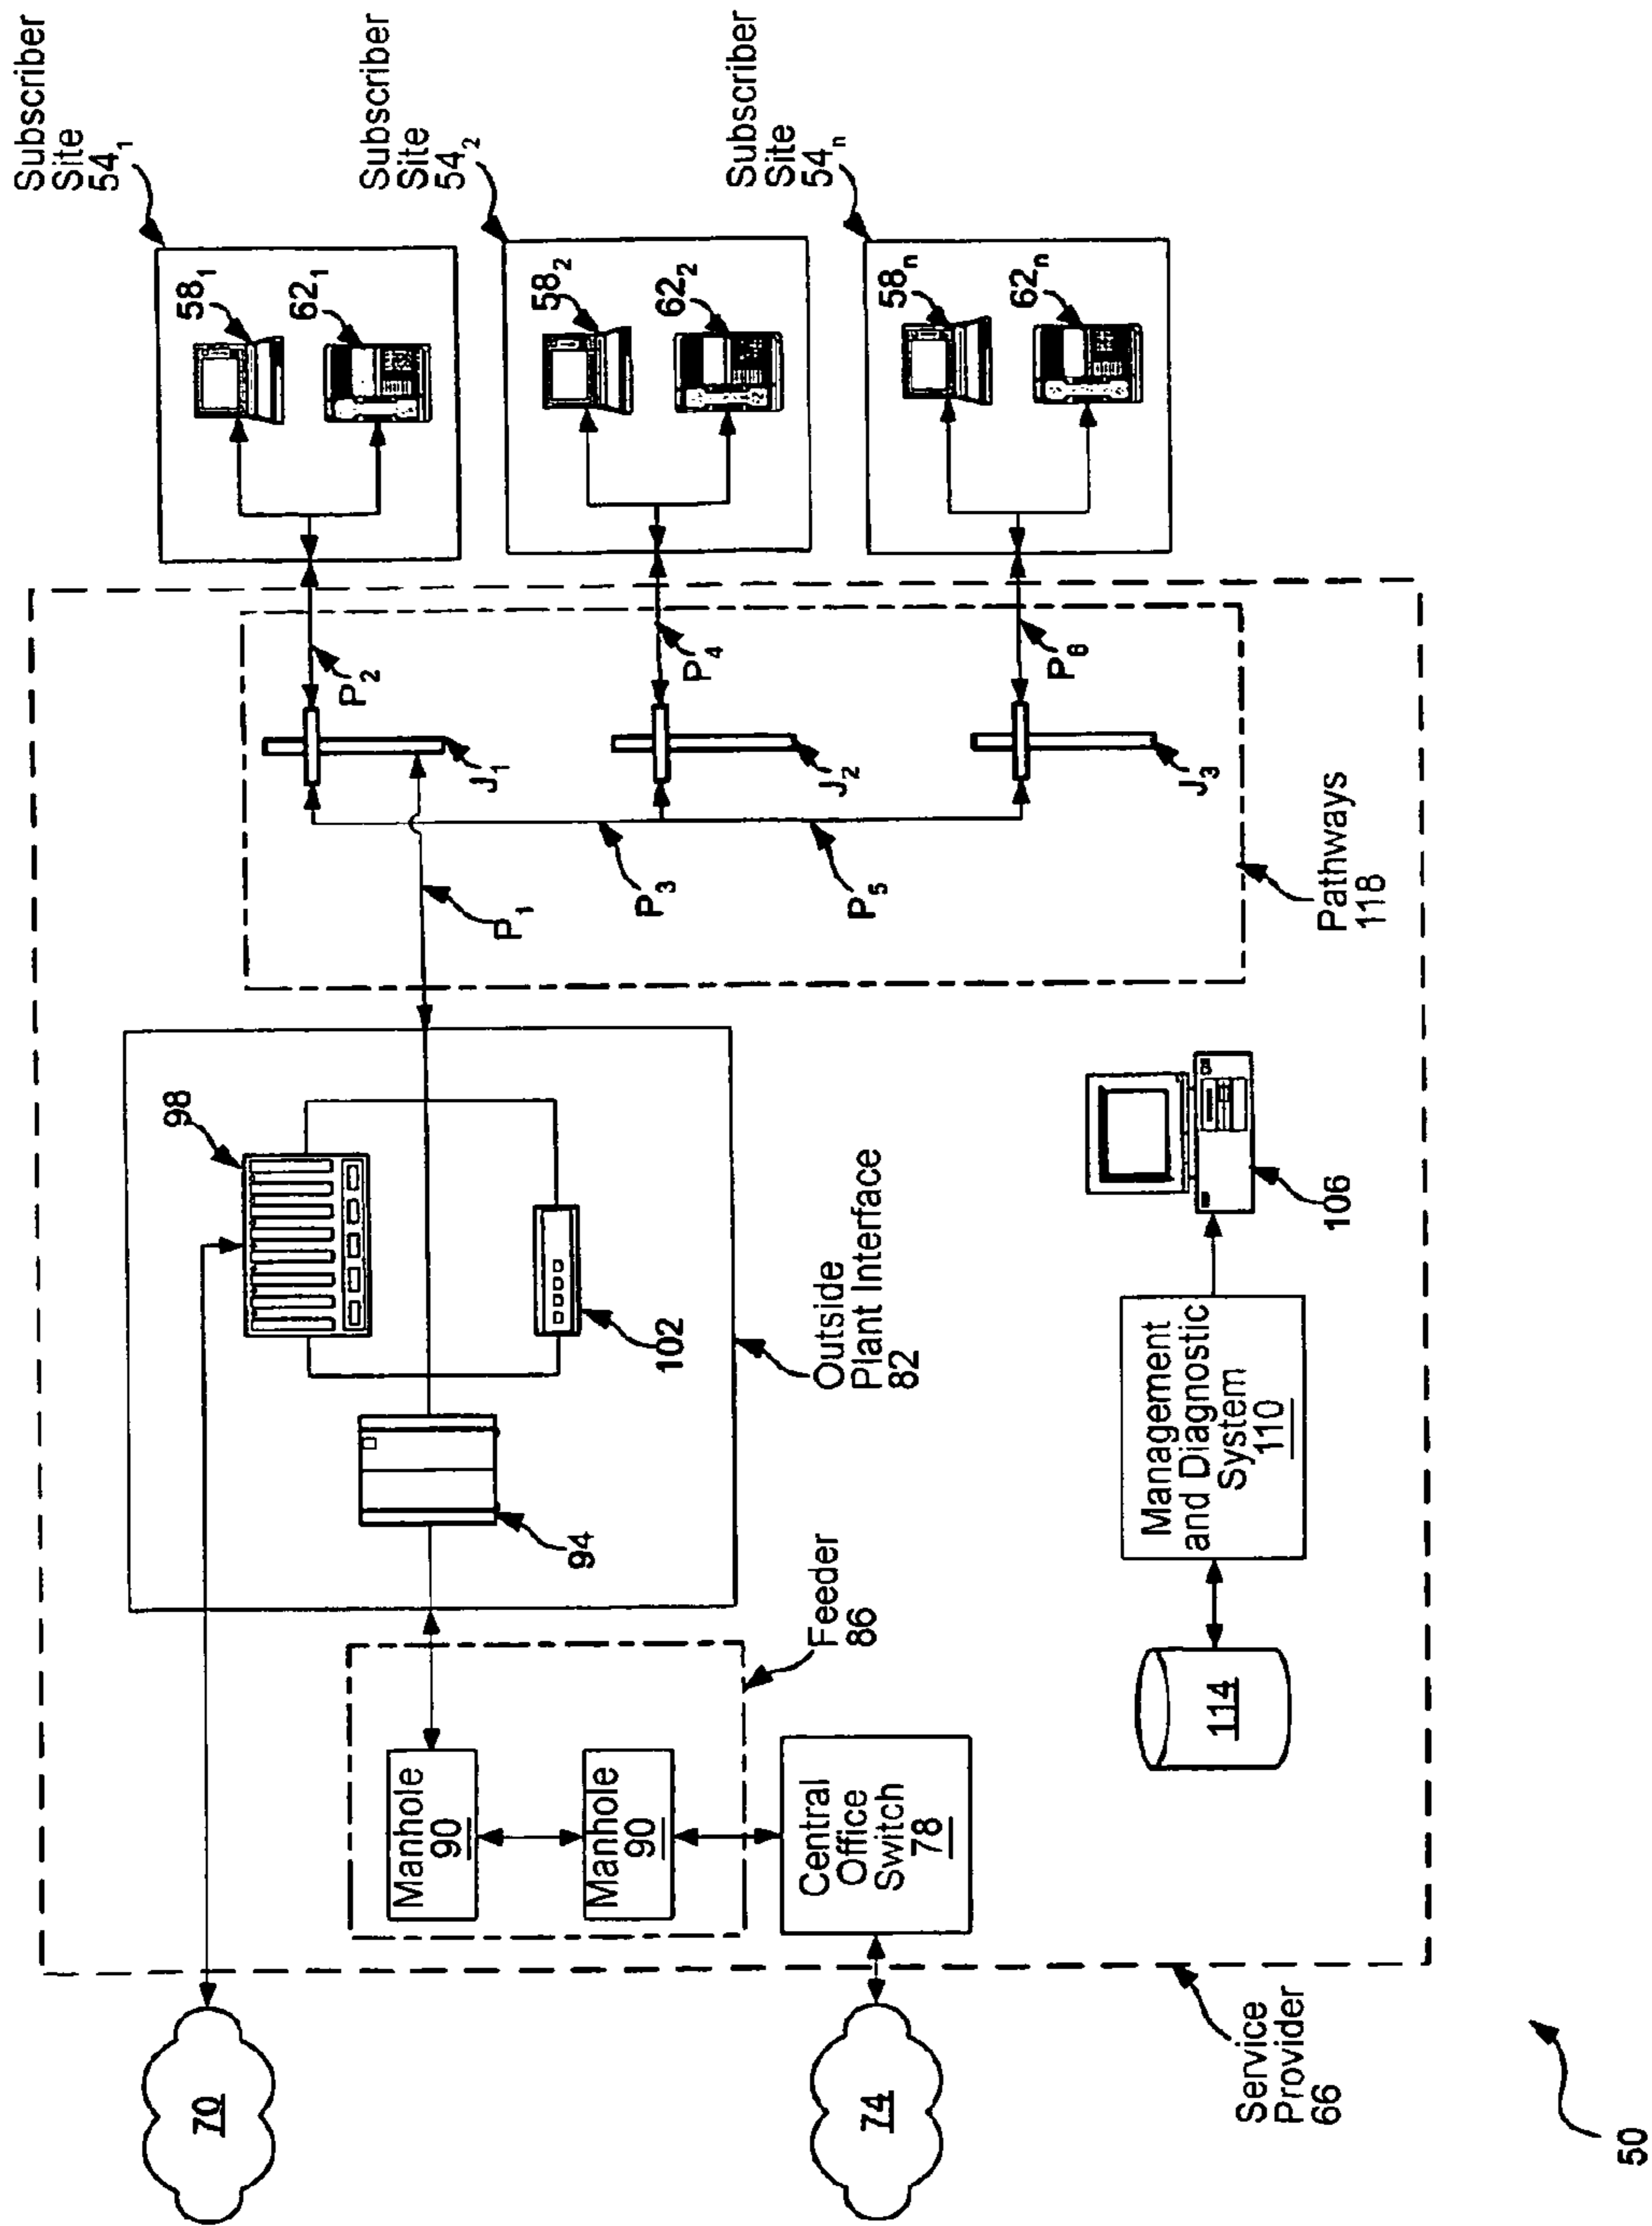 Subscriber
Site
54₁
58₁
62₁
Subscriber
Site
54₂
58₂
62₂
Subscriber
Site
54ₙ
58ₙ
62ₙ
P₂
P₄
P₆
J₁
J₂
J₃
P₁
P₃
P₅
Pathways
118
98
102
94
Outside
Plant Interface
82
106
Management
and Diagnostic
System
110
114
Feeder
86
Manhole
90
Manhole
90
Central
Office
Switch
78
70
74
Service
Provider
66
50